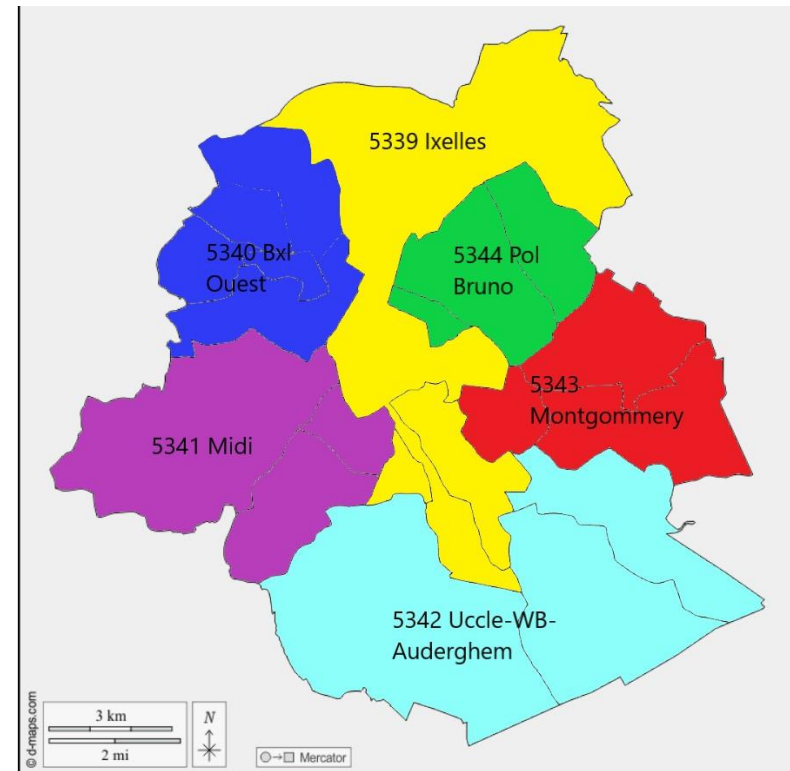 5339 Ixelles
5340 Bxl
Ouest
5344 Pol
Bruno
5343
Montgommery
5341 Midi
5342 Uccle-WB-
Auderghem
3 km
2 mi
N
Mercator
© d-maps.com